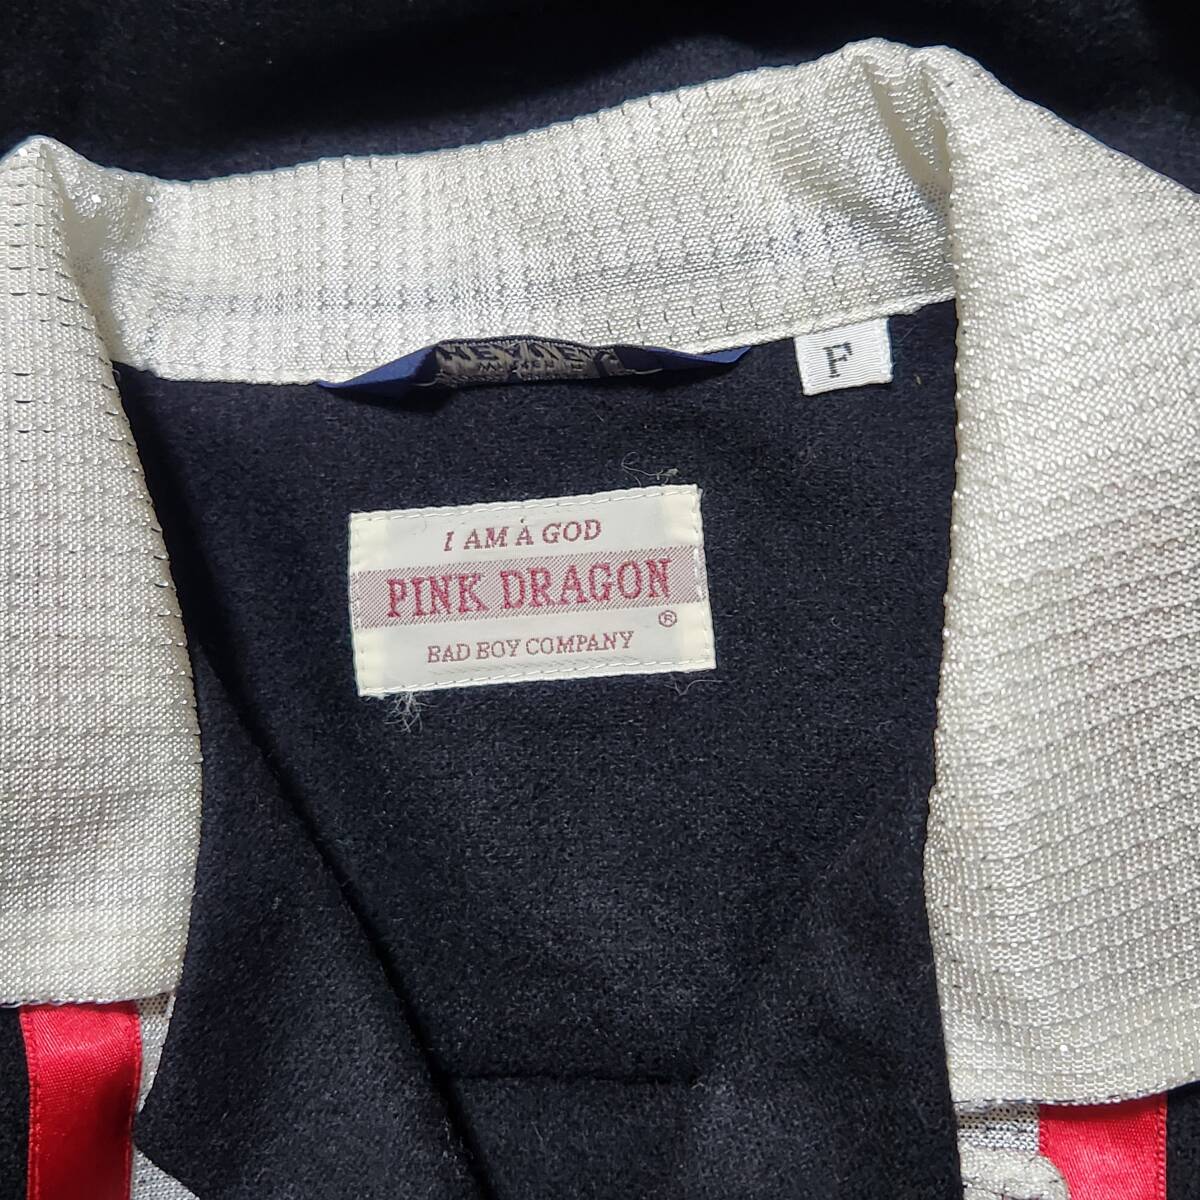 F
I AM A GOD
PINK DRAGON
®
BAD BOY COMPANY